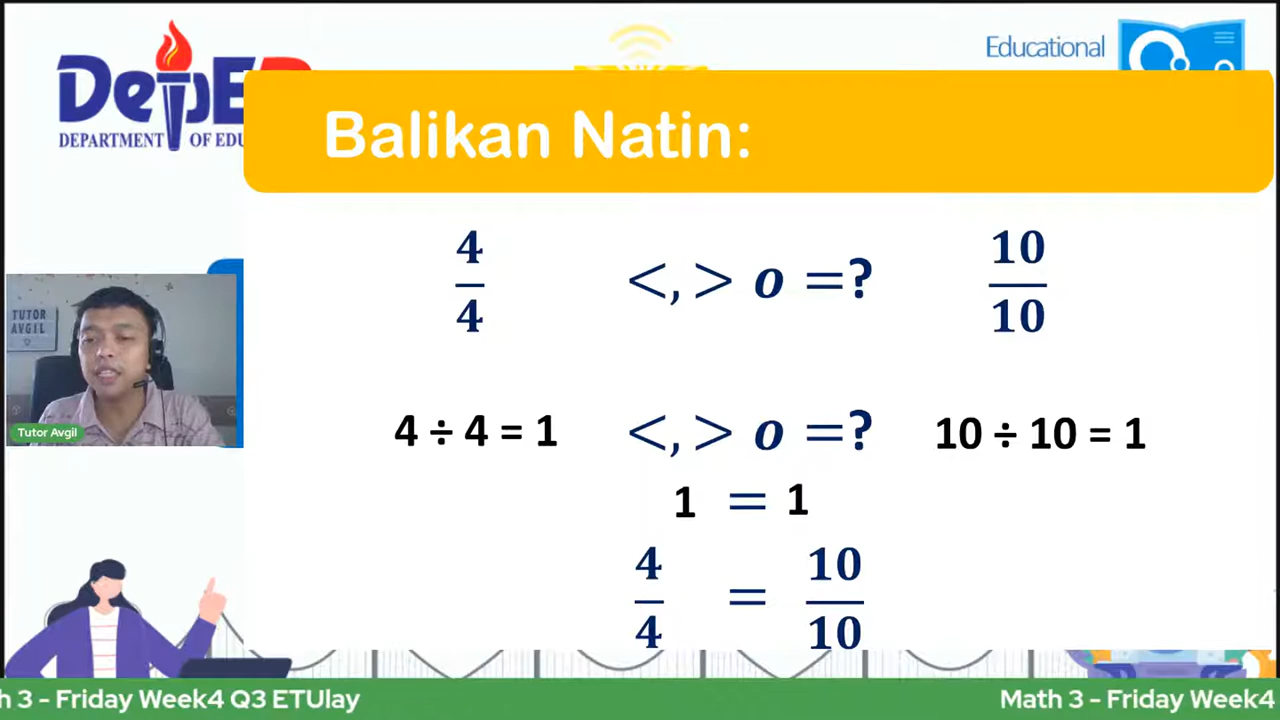 DepE
DEPARTMENT OF EDU
Educational
Balikan Natin:
4/4 <, > o =? 10/10
TUTOR
AVGIL
Tutor Avgil
4 ÷ 4 = 1 <, > o =? 10 ÷ 10 = 1
1 = 1
4/4 = 10/10
h 3 - Friday Week4 Q3 ETUlay
Math 3 - Friday Week4